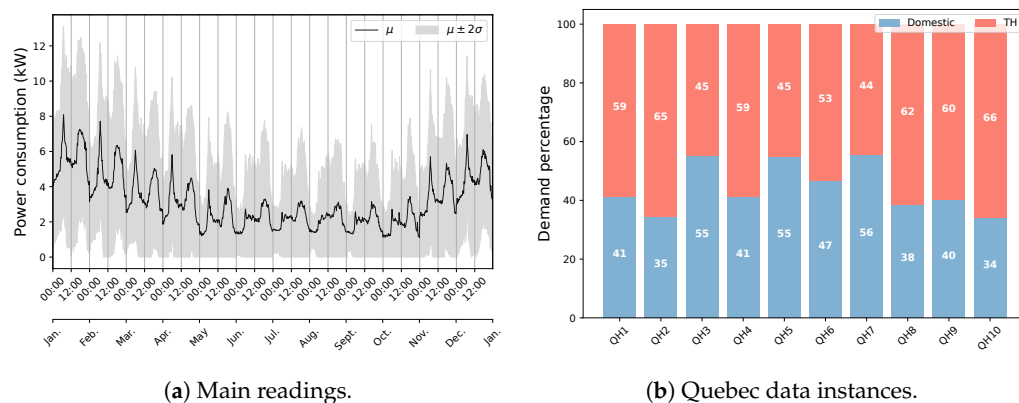 12
10
8
6
4
2
0
Power consumption (kW)
μ
μ ± 2σ
00:00 12:00 00:00 12:00 00:00 12:00 00:00 12:00 00:00 12:00 00:00 12:00 00:00 12:00 00:00 12:00 00:00 12:00 00:00 12:00 00:00 12:00 00:00 12:00
Jan. Feb. Mar. Apr. May Jun. Jul. Aug. Sept. Oct. Nov. Dec. Jan.
(a) Main readings.
100
80
60
40
20
0
Demand percentage
Domestic
TH
59 65 45 59 45 53 44 62 60 66
41 35 55 41 55 47 56 38 40 34
QH1 QH2 QH3 QH4 QH5 QH6 QH7 QH8 QH9 QH10
(b) Quebec data instances.